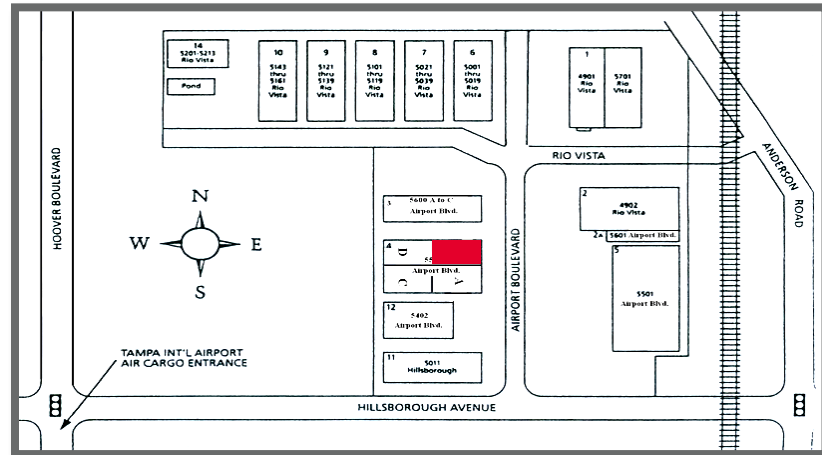 14
5201-5213
Rio Vista
Pond
10
5143
thru
5161
Rio
Vista
9
5121
thru
5139
Rio
Vista
8
5101
thru
5119
Rio
Vista
7
5021
thru
5039
Rio
Vista
6
5001
thru
5019
Rio
Vista
1
4901
Rio
Vista
5701
Rio
Vista
RIO VISTA
ANDERSON
ROAD
HOOVER BOULEVARD
N
W
E
S
3
5600 A to C
Airport Blvd.
4
D
55
Airport Blvd.
C
A
12
5402
Airport Blvd.
11
5011
Hillsborough
AIRPORT BOULEVARD
2
4902
Rio Vista
2A
5601 Airport Blvd.
5
5501
Airport Blvd.
TAMPA INT'L AIRPORT
AIR CARGO ENTRANCE
HILLSBOROUGH AVENUE